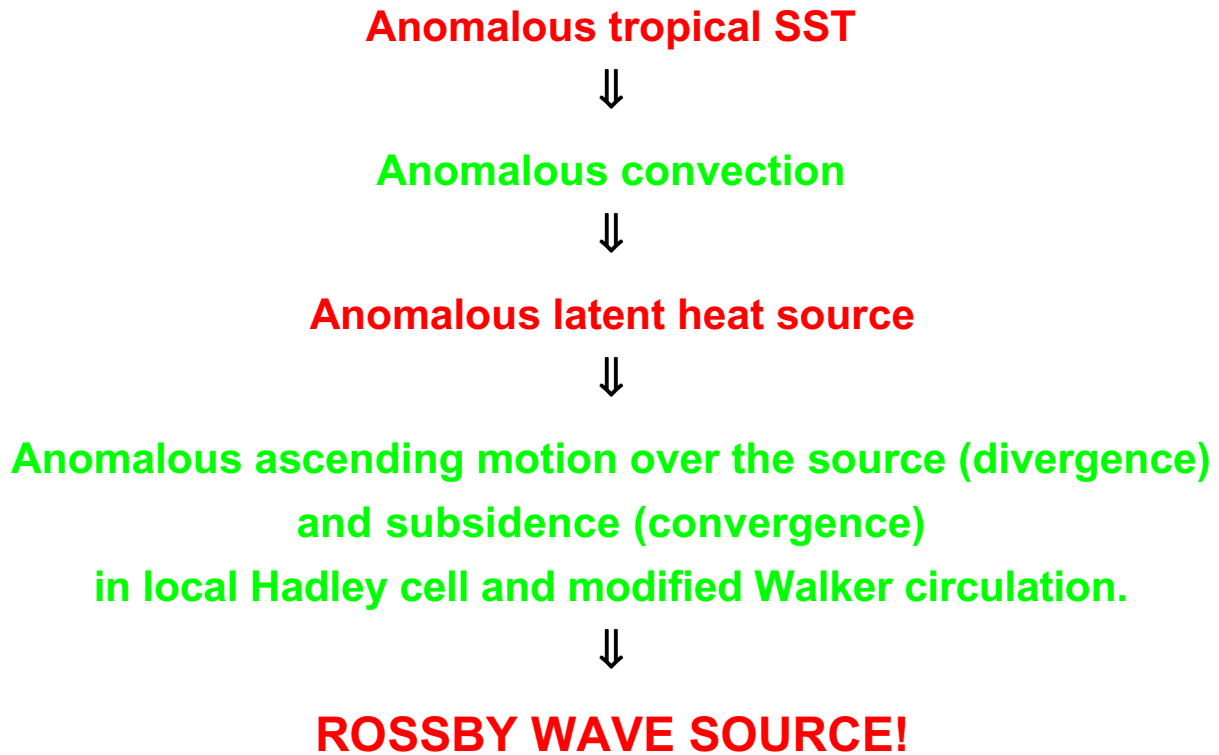 Anomalous tropical SST
⇓
Anomalous convection
⇓
Anomalous latent heat source
⇓
Anomalous ascending motion over the source (divergence)
and subsidence (convergence)
in local Hadley cell and modified Walker circulation.
⇓
ROSSBY WAVE SOURCE!